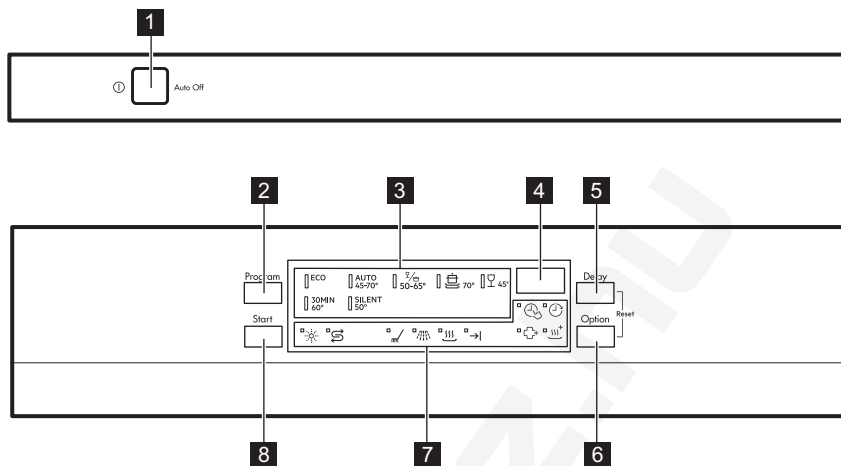 1
Auto Off
2
3
4
5
Program
ECO
AUTO
45-70°
50-65°
70°
45°
Delay
30MIN
60°
SILENT
50°
Start
Option
Reset
8
7
6